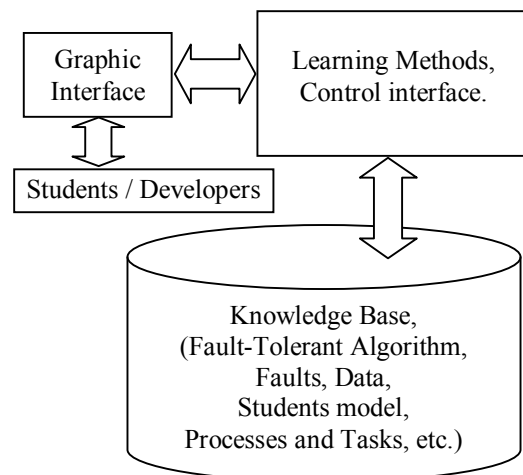 Graphic
Interface
Learning Methods,
Control interface.
Students / Developers
Knowledge Base,
(Fault-Tolerant Algorithm,
Faults, Data,
Students model,
Processes and Tasks, etc.)